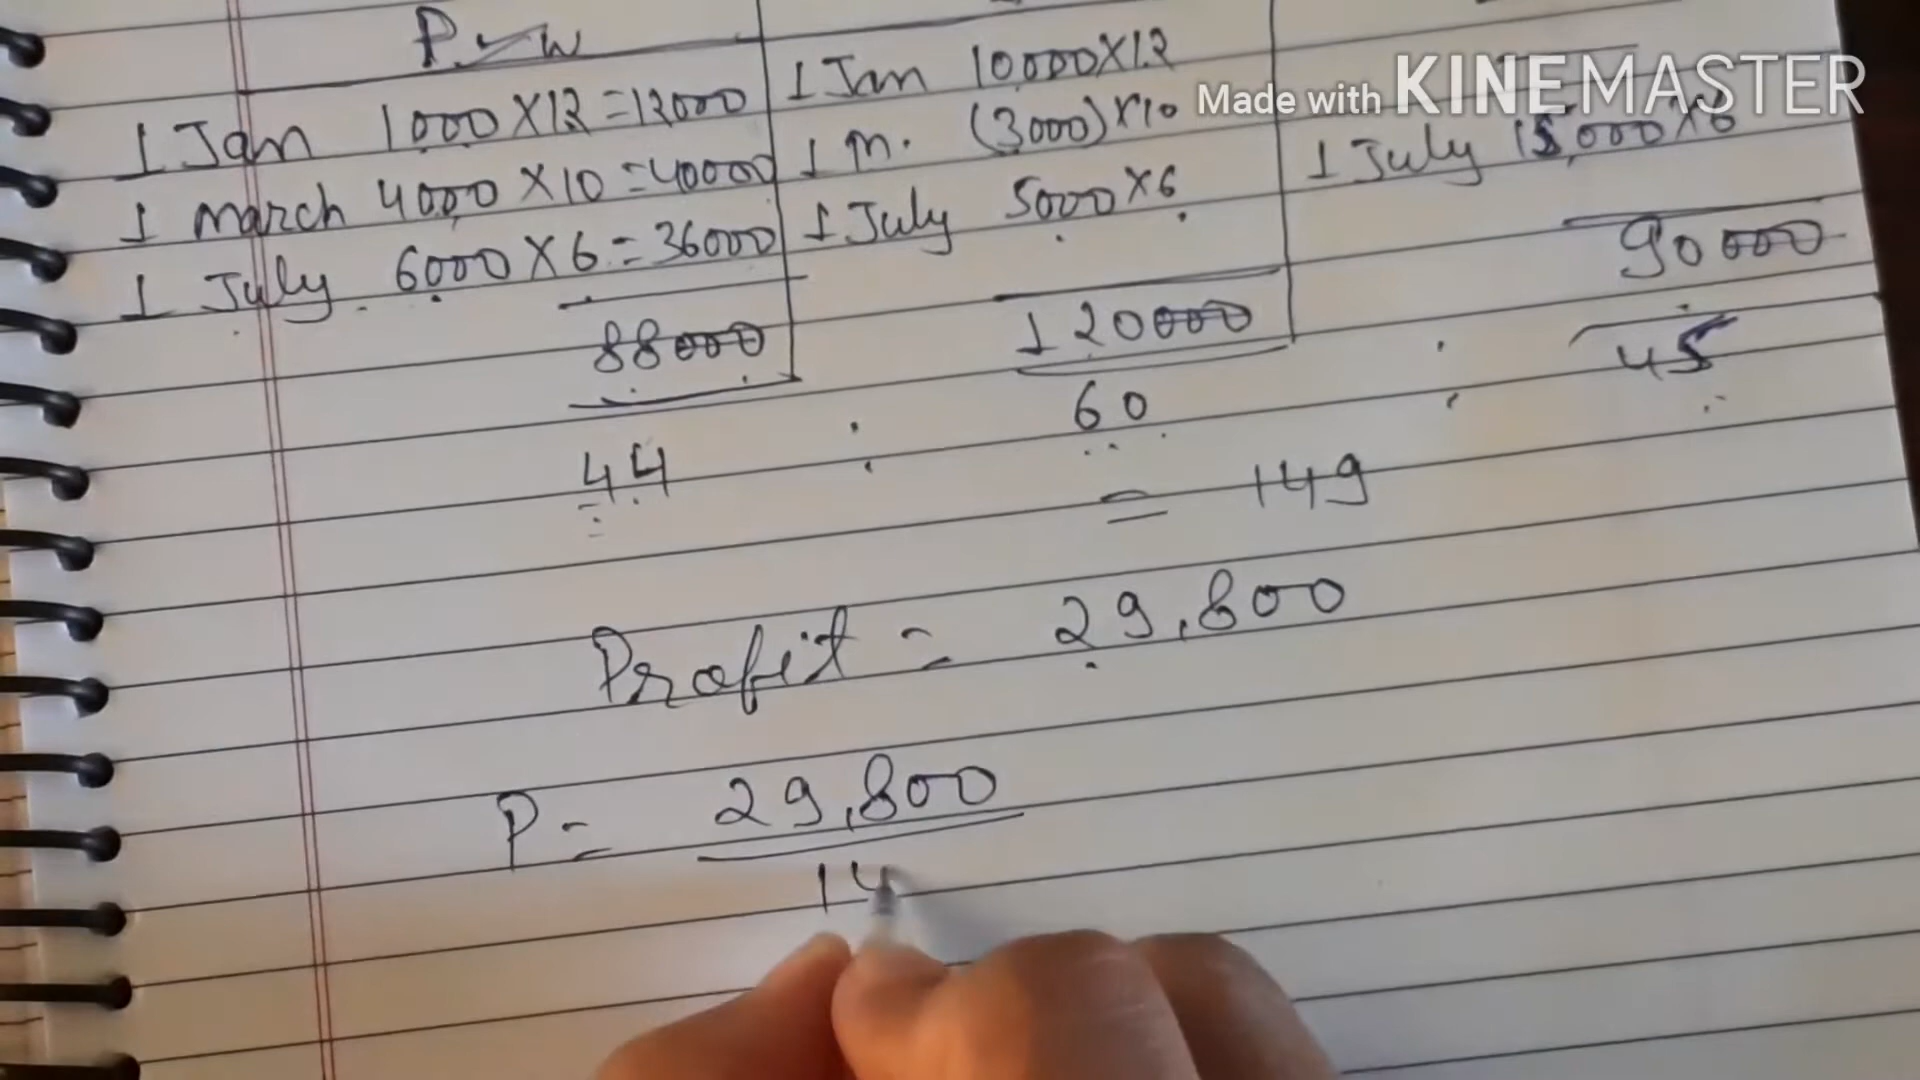 P W
1 Jan 1000×12=12000
1 March 4000×10=40000
1 July 6000×6=36000
88000
44 :
1 Jan 10000×12
1 m. (3000)×10
1 July 5000×6
120000
60 :
Made with KINEMASTER
1 July 15,000×6
90000
45
= 149
Profit = 29,800
P = 29,800
14